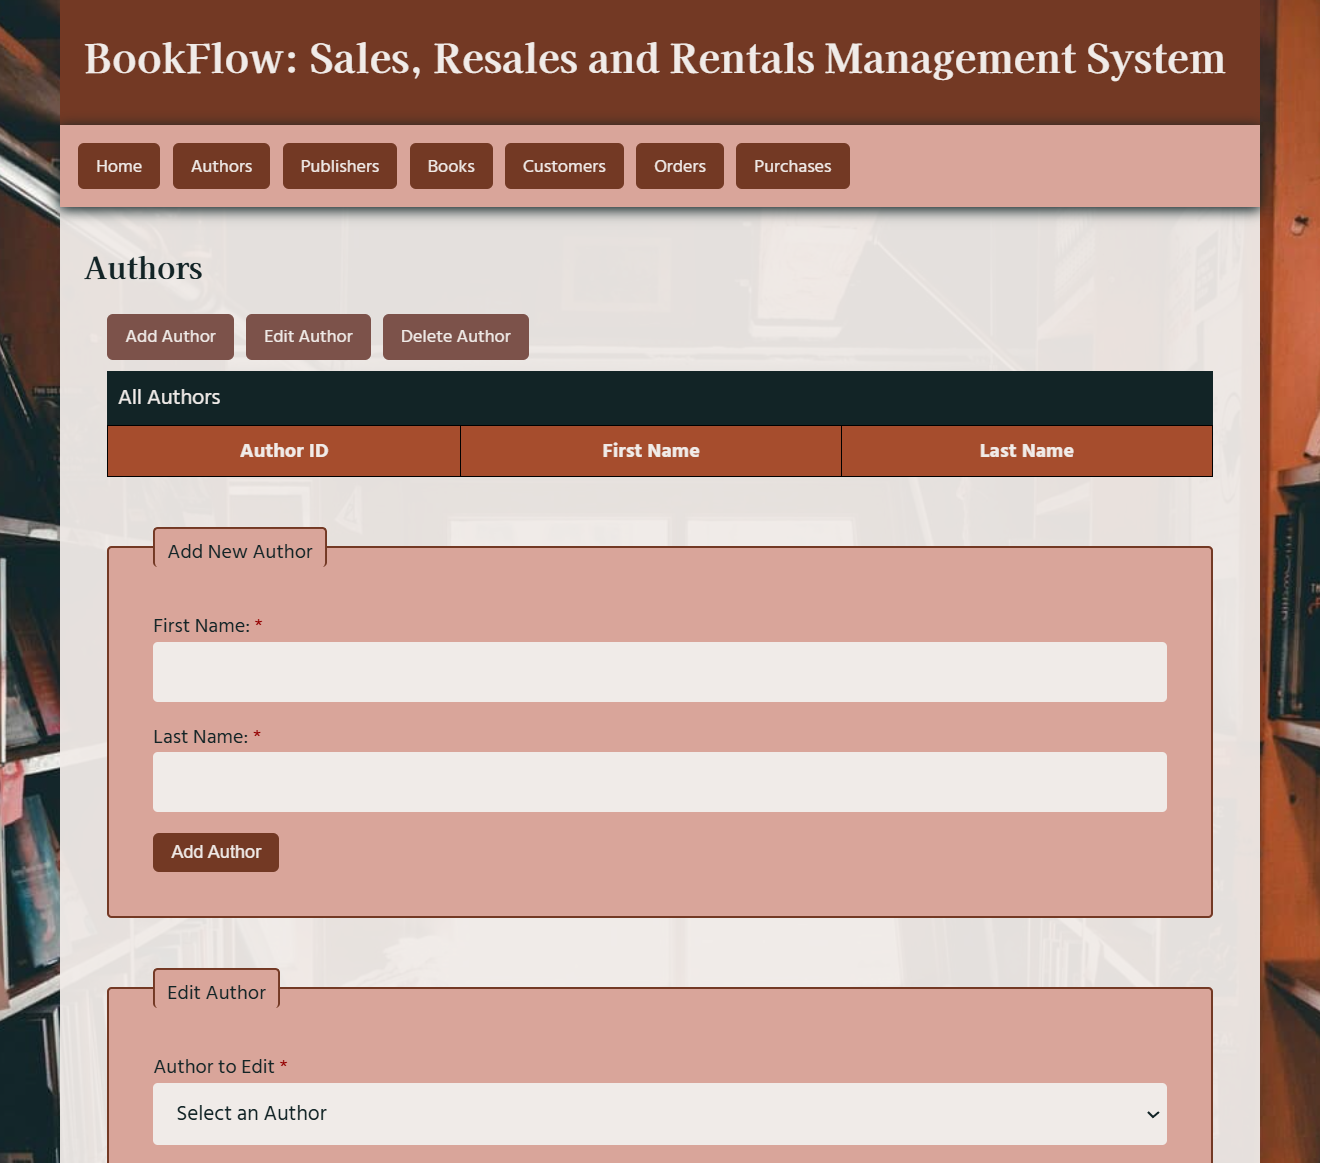 BookFlow: Sales, Resales and Rentals Management System
Home Authors Publishers Books Customers Orders Purchases
Authors
Add Author Edit Author Delete Author
All Authors
Author ID First Name Last Name
Add New Author
First Name: *
Last Name: *
Add Author
Edit Author
Author to Edit *
Select an Author